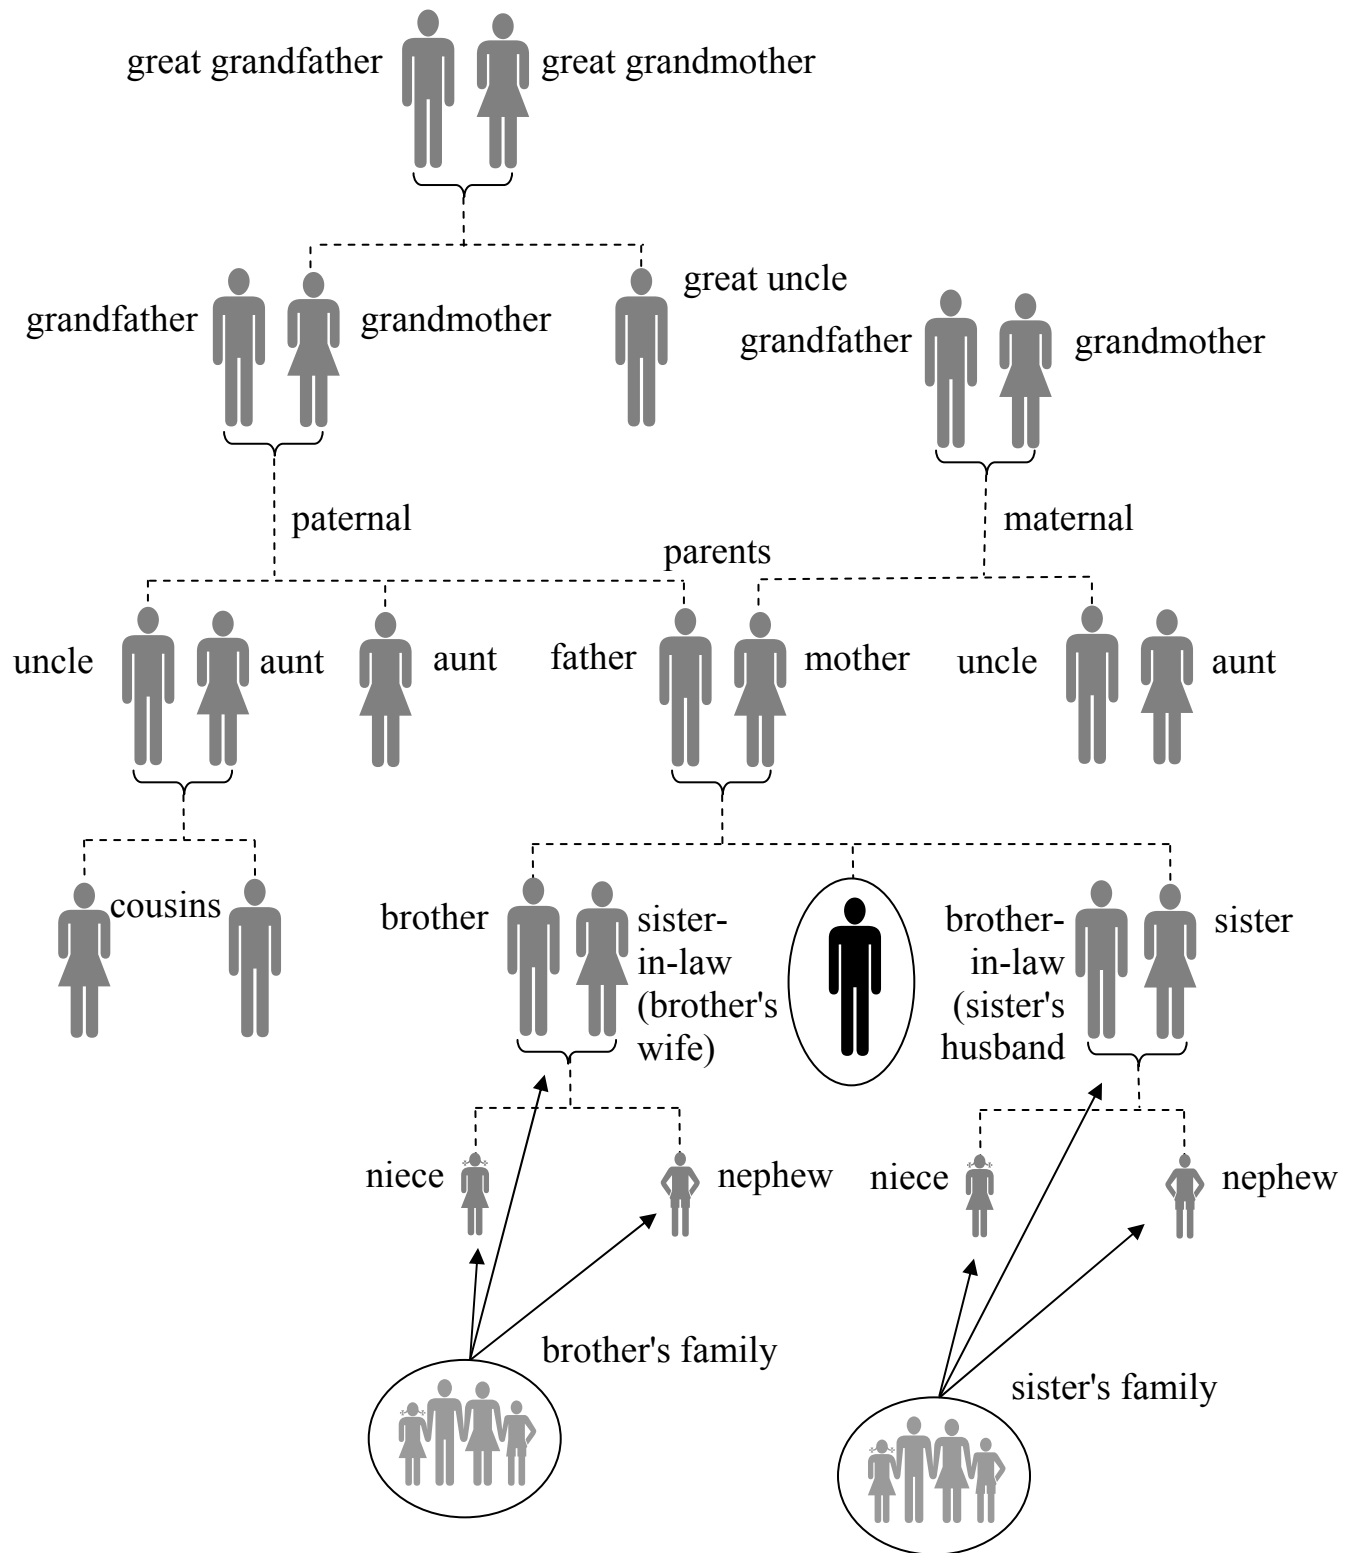 great grandfather
great grandmother
great uncle
grandfather
grandmother
grandfather
grandmother
paternal
maternal
parents
uncle
aunt
aunt
father
mother
uncle
aunt
cousins
brother
sister-
in-law
(brother's
wife)
brother-
in-law
(sister's
husband
sister
niece
nephew
niece
nephew
brother's family
sister's family